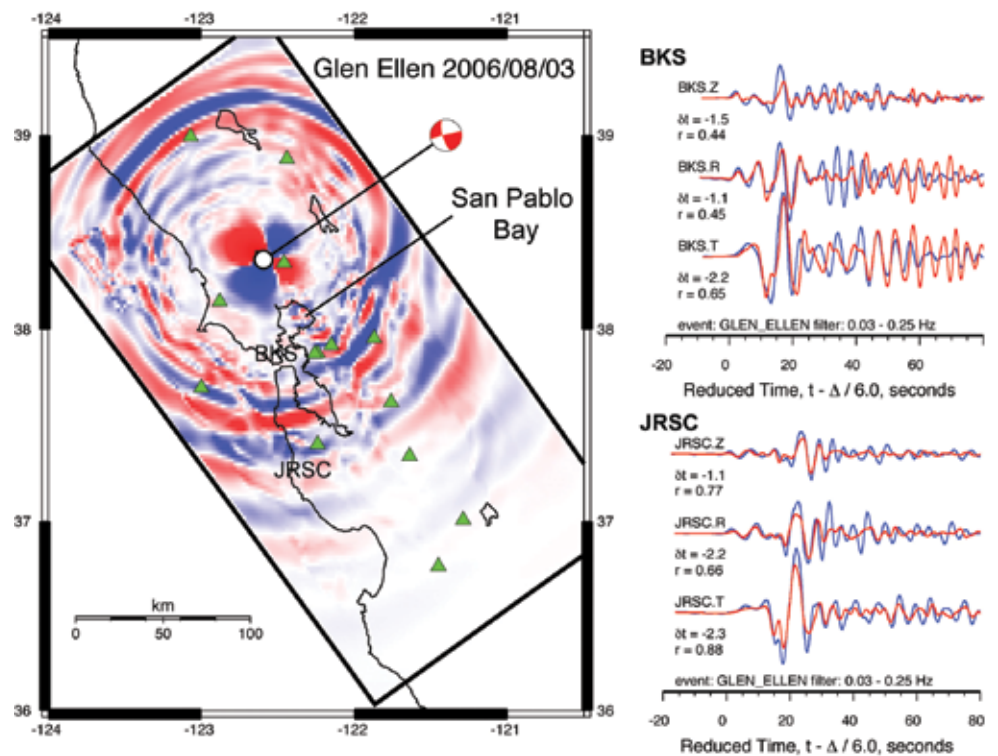 -124 -123 -122 -121
Glen Ellen 2006/08/03
39 39
San Pablo
Bay
38 38
BKS
JRSC
37 37
km
0 50 100
36 36
-124 -123 -122 -121
BKS
BKS.Z
δt = -1.5
r = 0.44
BKS.R
δt = -1.1
r = 0.45
BKS.T
δt = -2.2
r = 0.65
event: GLEN_ELLEN filter: 0.03 - 0.25 Hz
-20 0 20 40 60
Reduced Time, t - Δ / 6.0, seconds
JRSC
JRSC.Z
δt = -1.1
r = 0.77
JRSC.R
δt = -2.2
r = 0.66
JRSC.T
δt = -2.3
r = 0.88
event: GLEN_ELLEN filter: 0.03 - 0.25 Hz
-20 0 20 40 60 80
Reduced Time, t - Δ / 6.0, seconds